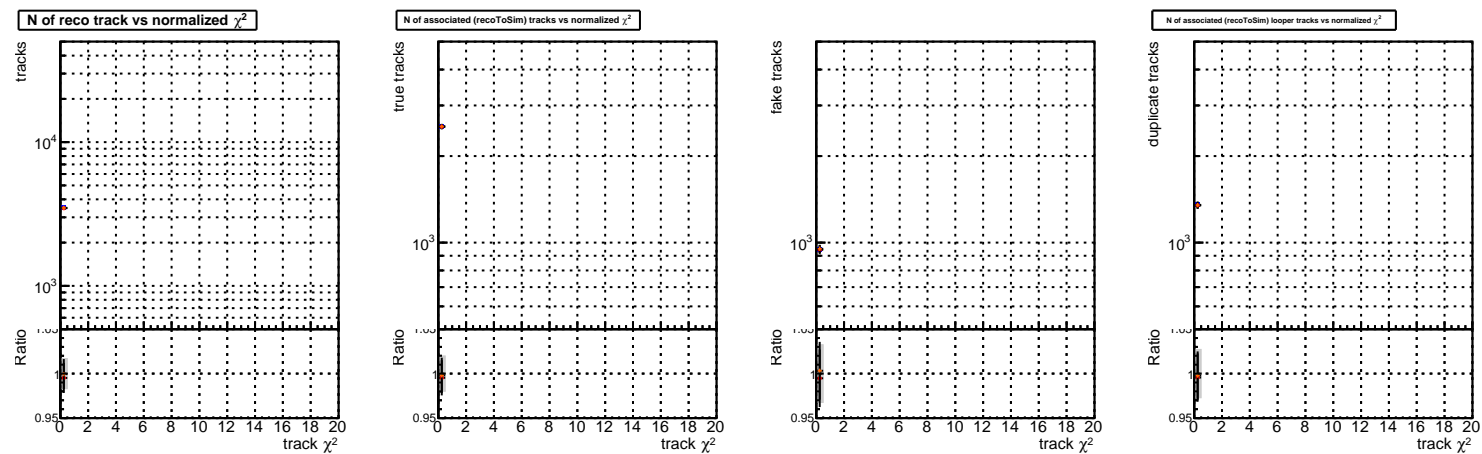 N of reco track vs normalized χ²
tracks
10⁴
10³
Ratio
1
0.95
0 2 4 6 8 10 12 14 16 18 20
track χ²
N of associated (recoToSim) tracks vs normalized χ²
true tracks
10³
Ratio
1
0.95
0 2 4 6 8 10 12 14 16 18 20
track χ²
fake tracks
10³
Ratio
1
0.95
0 2 4 6 8 10 12 14 16 18 20
track χ²
N of associated (recoToSim) looper tracks vs normalized χ²
duplicate tracks
10³
Ratio
1
0.95
0 2 4 6 8 10 12 14 16 18 20
track χ²